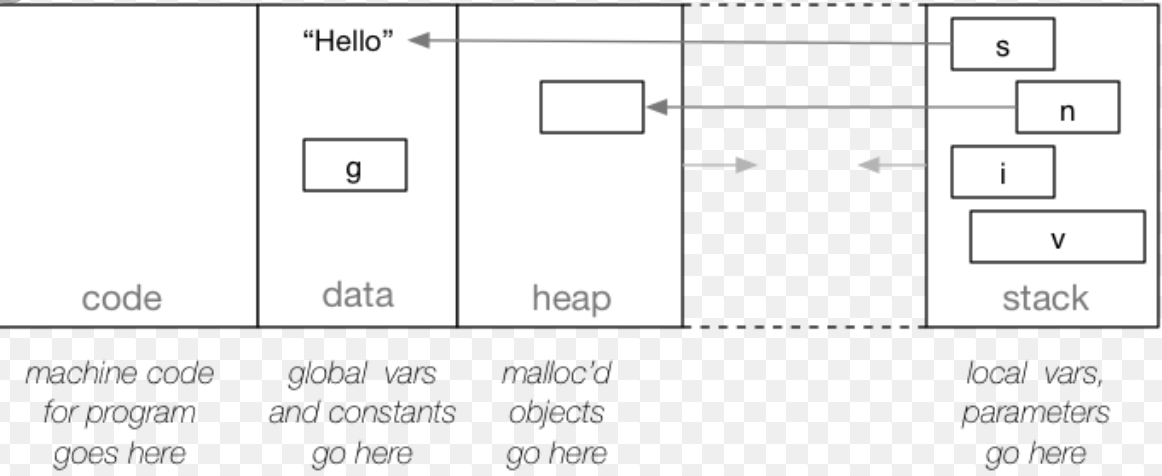 “Hello”
s
n
g
i
v
code
data
heap
stack
machine code
for program
goes here
global vars
and constants
go here
malloc'd
objects
go here
local vars,
parameters
go here